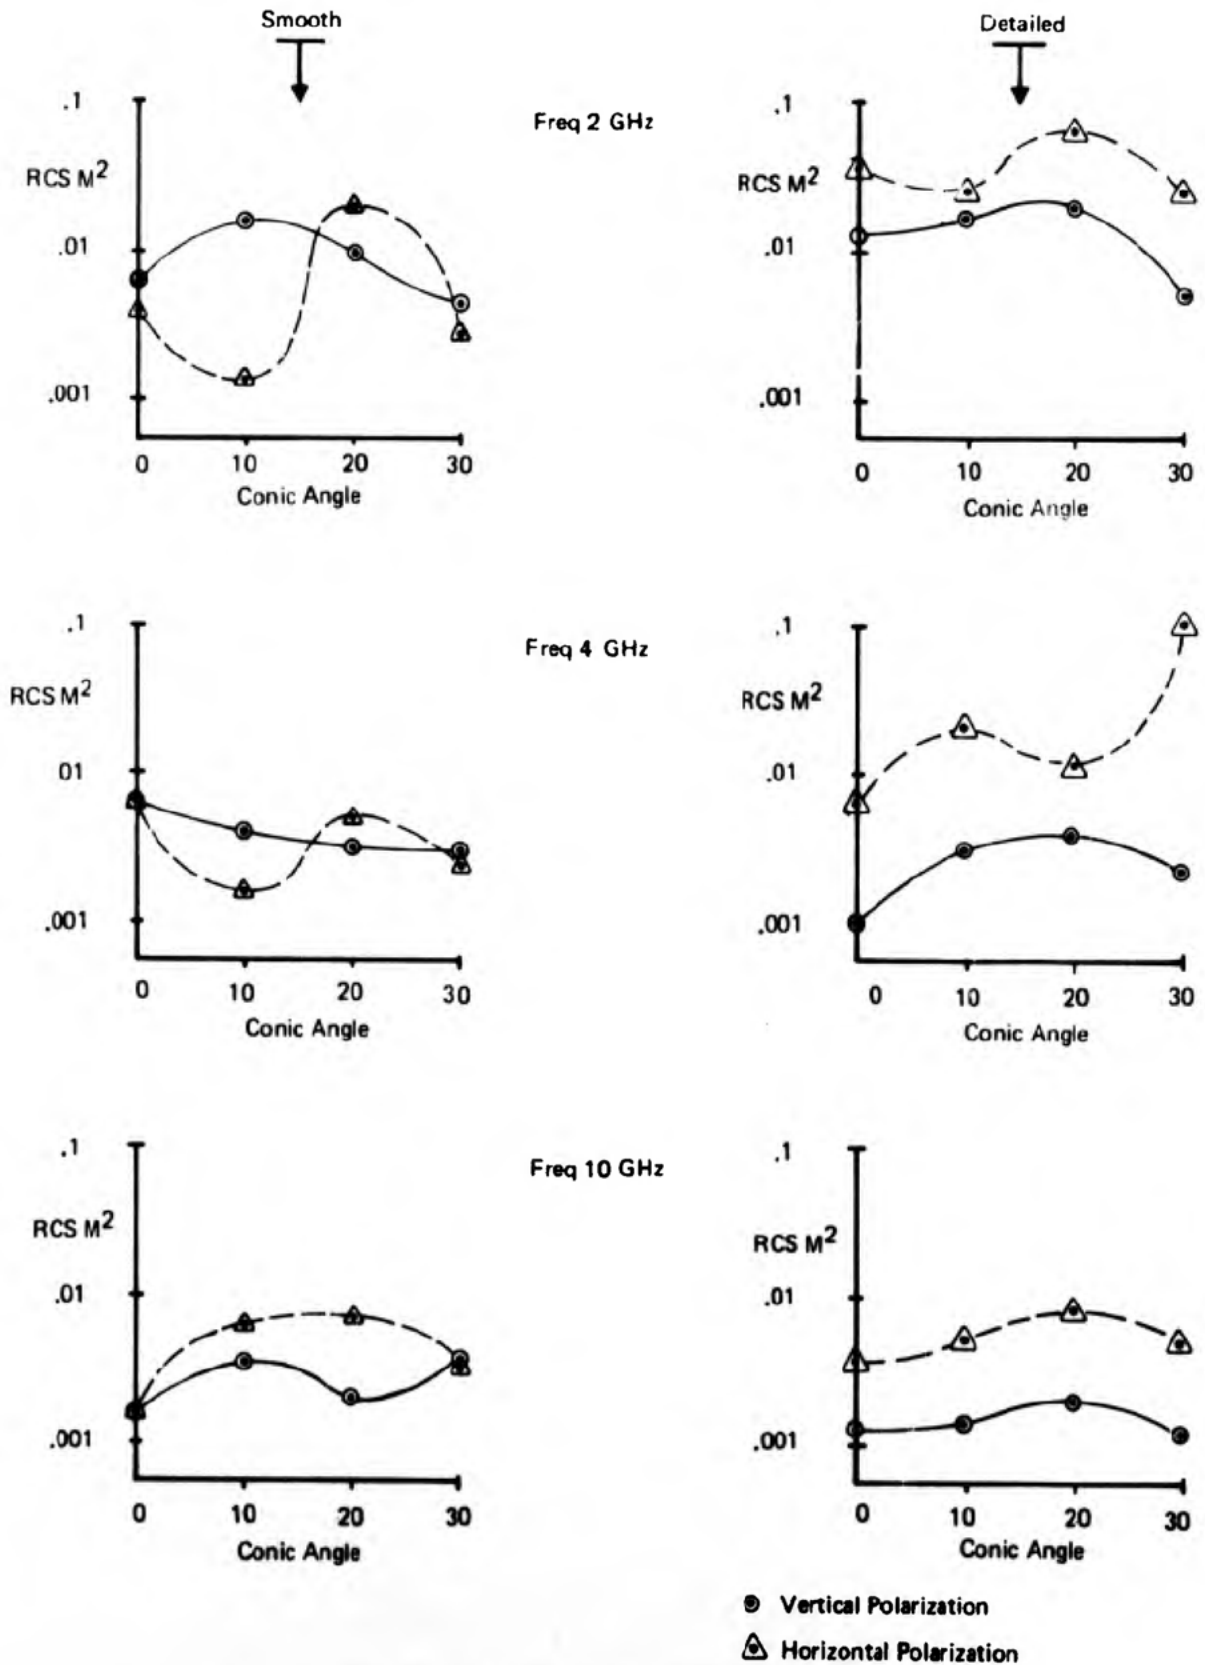 Smooth
Detailed
Freq 2 GHz
.1
RCS M2
.01
.001
0 10 20 30
Conic Angle
.1
RCS M2
.01
.001
0 10 20 30
Conic Angle
Freq 4 GHz
.1
RCS M2
01
.001
0 10 20 30
Conic Angle
.1
RCS M2
.01
.001
0 10 20 30
Conic Angle
Freq 10 GHz
.1
RCS M2
.01
.001
0 10 20 30
Conic Angle
.1
RCS M2
.01
.001
0 10 20 30
Conic Angle
Vertical Polarization
Horizontal Polarization